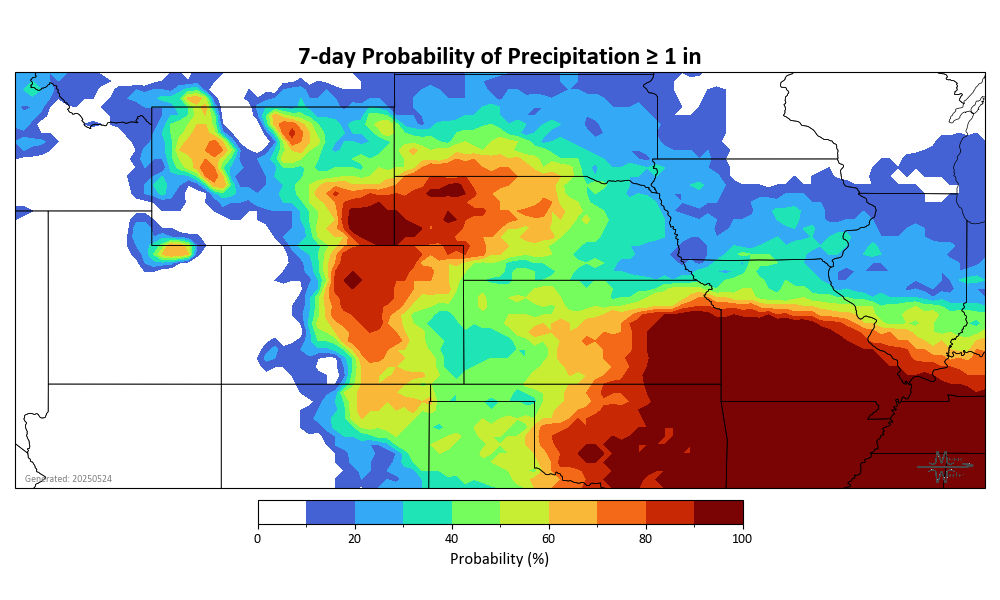 7-day Probability of Precipitation ≥ 1 in
Generated: 20250524
0 20 40 60 80 100
Probability (%)